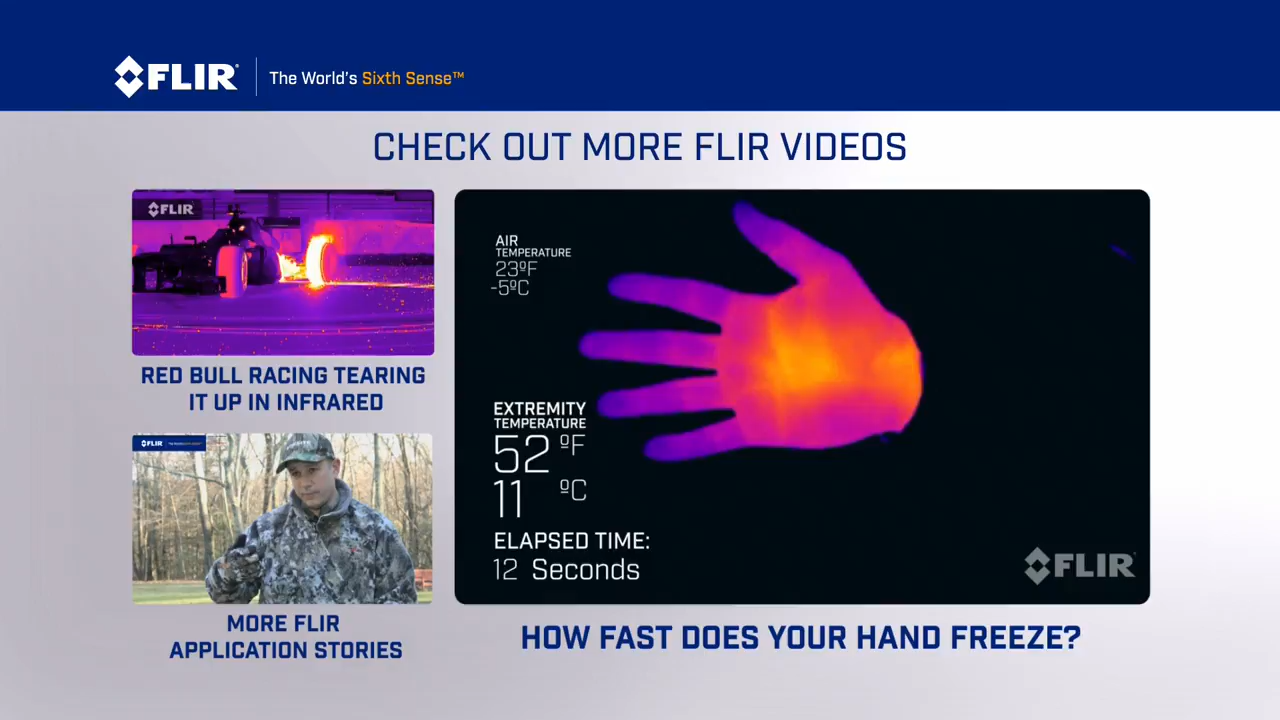 FLIR
The World's Sixth Sense™
CHECK OUT MORE FLIR VIDEOS
FLIR
RED BULL RACING TEARING
IT UP IN INFRARED
FLIR
MORE FLIR
APPLICATION STORIES
AIR
TEMPERATURE
23ºF
-5ºC
EXTREMITY
TEMPERATURE
52 ºF
11 ºC
ELAPSED TIME:
12 Seconds
FLIR
HOW FAST DOES YOUR HAND FREEZE?